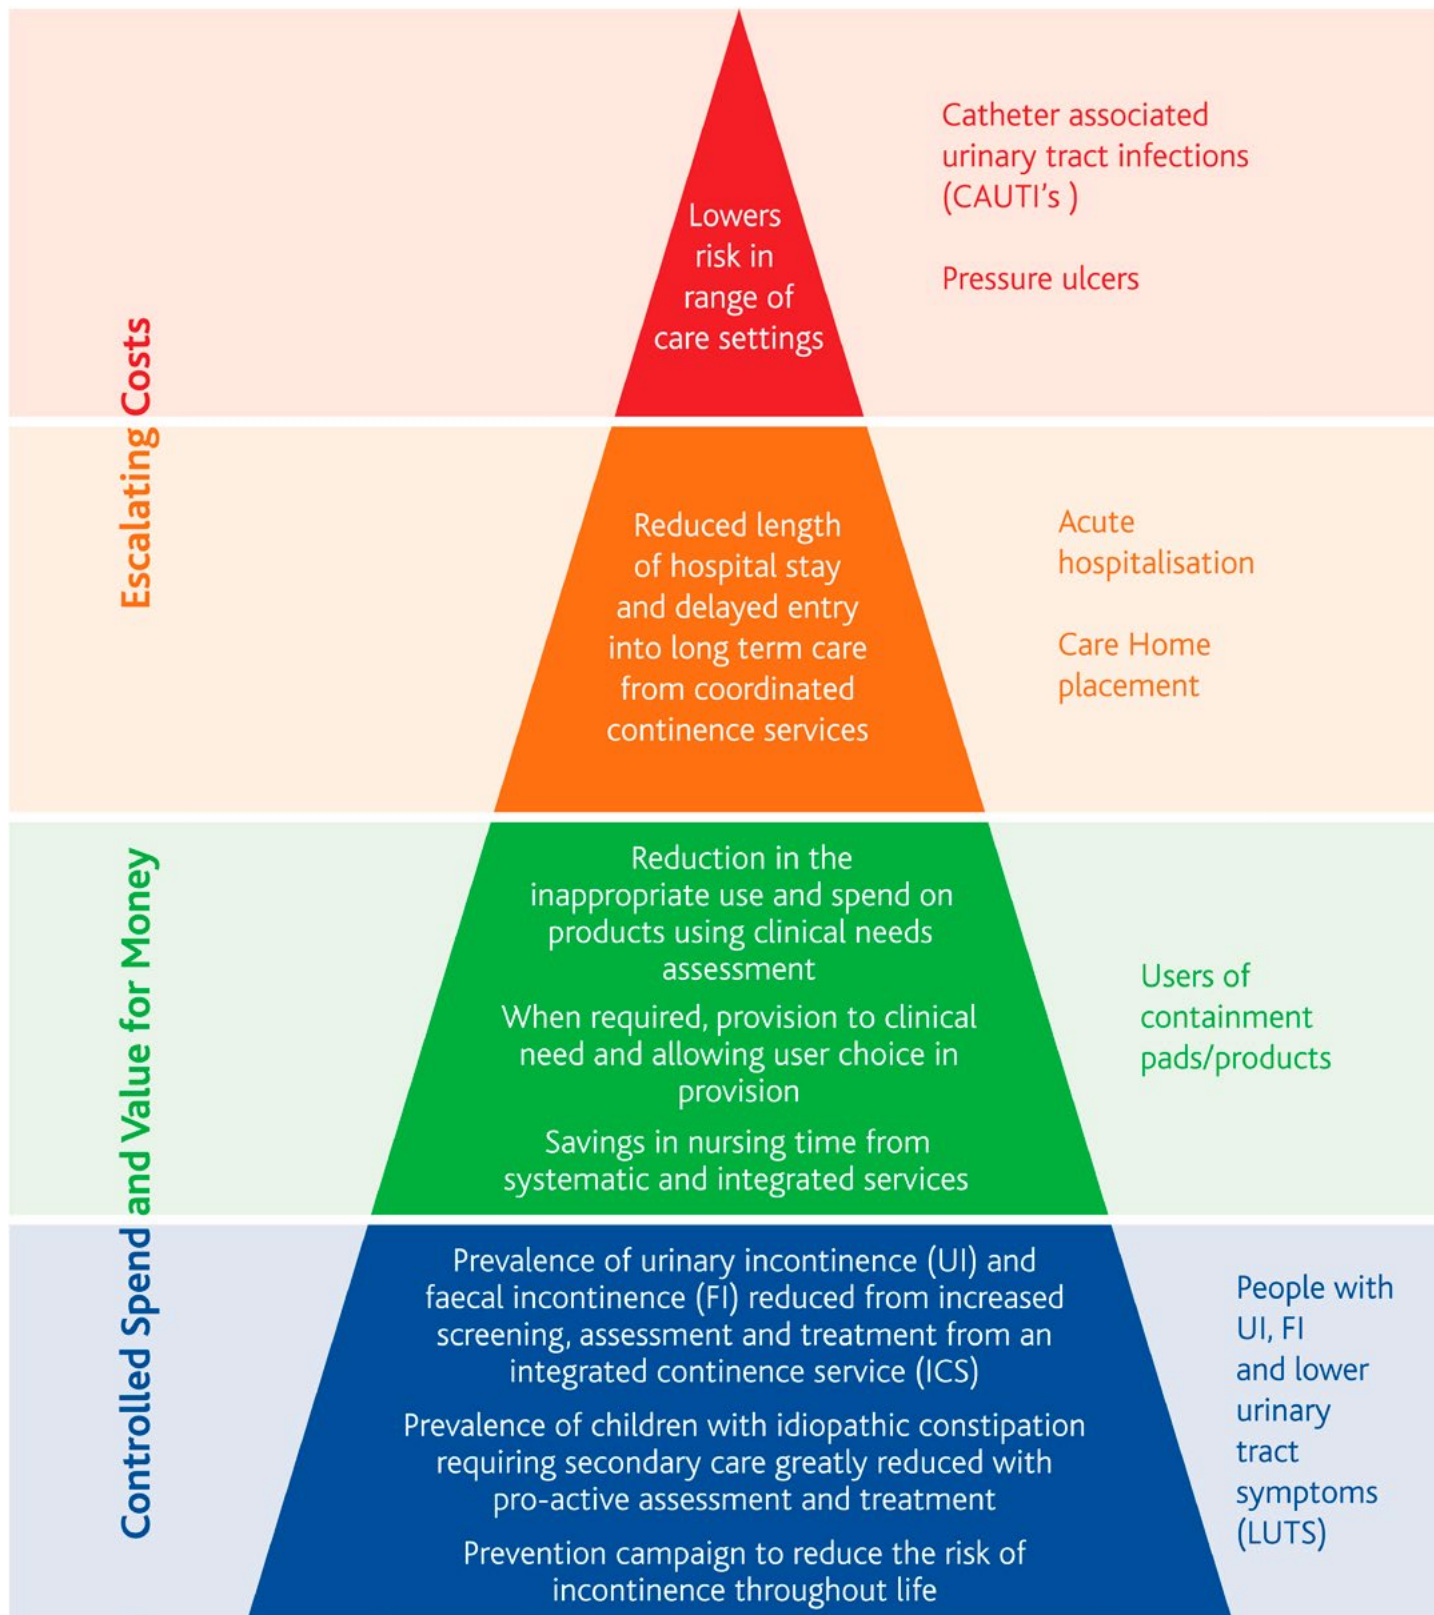 Escalating Costs
Lowers
risk in
range of
care settings
Catheter associated
urinary tract infections
(CAUTI's )
Pressure ulcers
Reduced length
of hospital stay
and delayed entry
into long term care
from coordinated
continence services
Acute
hospitalisation
Care Home
placement
Controlled Spend and Value for Money
Reduction in the
inappropriate use and spend on
products using clinical needs
assessment
When required, provision to clinical
need and allowing user choice in
provision
Savings in nursing time from
systematic and integrated services
Users of
containment
pads/products
Prevalence of urinary incontinence (UI) and
faecal incontinence (FI) reduced from increased
screening, assessment and treatment from an
integrated continence service (ICS)
Prevalence of children with idiopathic constipation
requiring secondary care greatly reduced with
pro-active assessment and treatment
Prevention campaign to reduce the risk of
incontinence throughout life
People with
UI, FI
and lower
urinary
tract
symptoms
(LUTS)